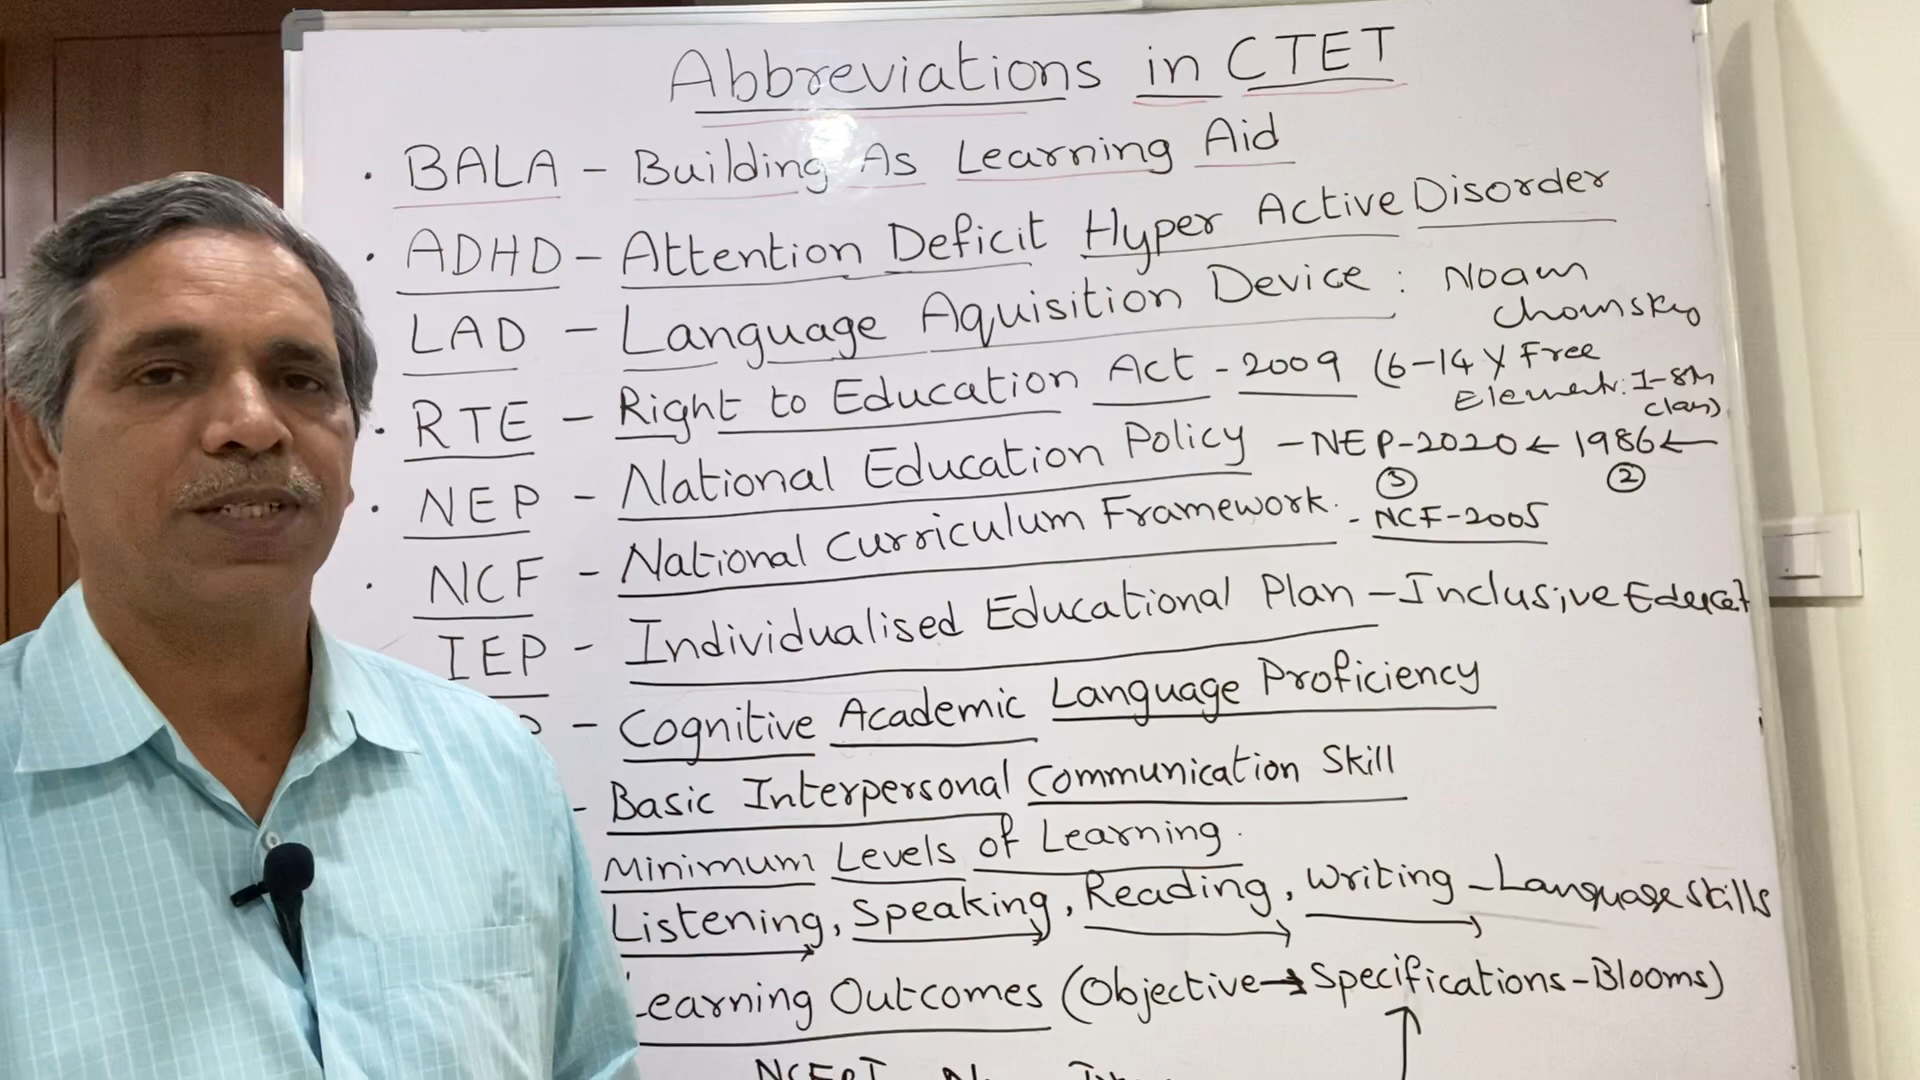 Abbreviations in CTET
· BALA - Building As Learning Aid
· ADHD - Attention Deficit Hyper Active Disorder
LAD - Language Aquisition Device : Noam Chomsky
· RTE - Right to Education Act - 2009 (6-14 Y Free Element: I-8th class)
· NEP - National Education Policy - NEP-2020 ← 1986 ←
③ ②
· NCF - National Curriculum Framework. - NCF-2005
IEP - Individualised Educational Plan - Inclusive Educat
P - Cognitive Academic Language Proficiency
- Basic Interpersonal Communication Skill
Minimum Levels of Learning.
Listening, Speaking, Reading, Writing - Language Skills
Learning Outcomes (Objective → Specifications - Blooms)
NCERT